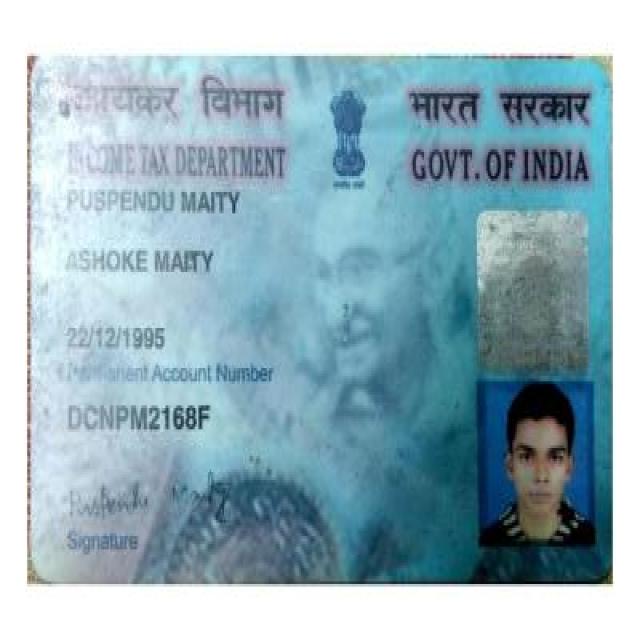 आयकर विभाग
INCOME TAX DEPARTMENT
भारत सरकार
GOVT. OF INDIA
PUSPENDU MAITY
ASHOKE MAITY
22/12/1995
Permanent Account Number
DCNPM2168F
Puspendu Maity
Signature